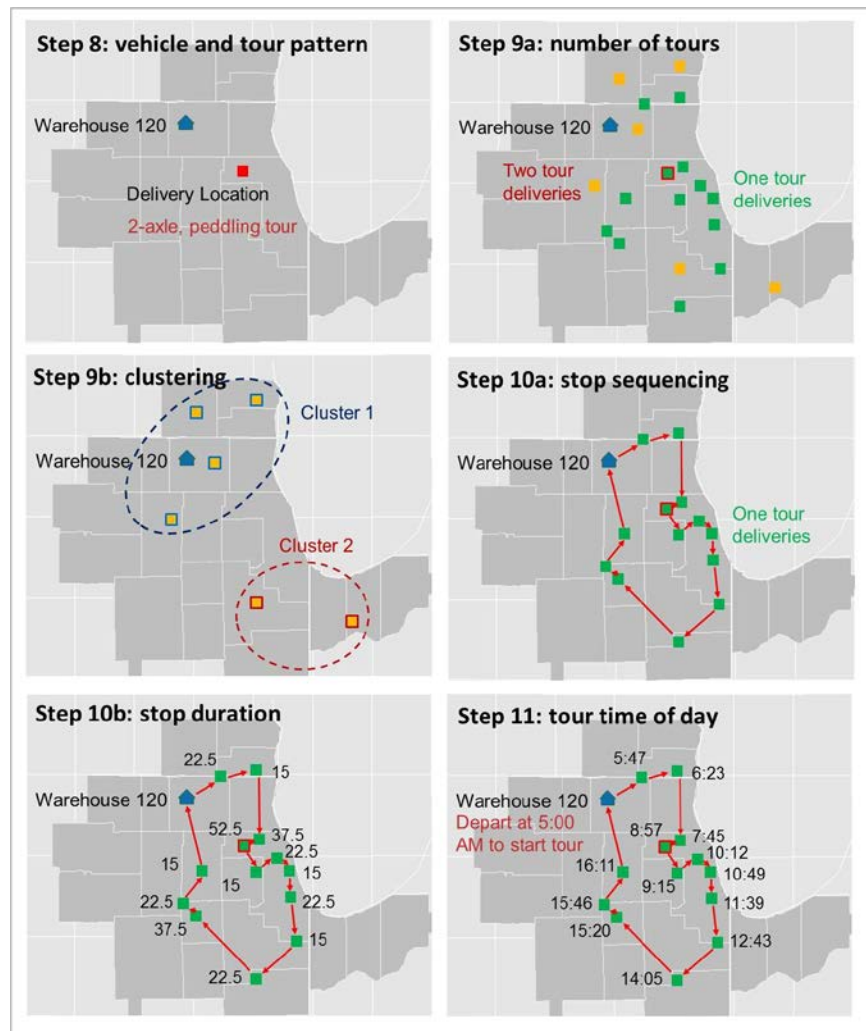 Step 8: vehicle and tour pattern
Warehouse 120
Delivery Location
2-axle, peddling tour
Step 9a: number of tours
Warehouse 120
Two tour
deliveries
One tour
deliveries
Step 9b: clustering
Cluster 1
Warehouse 120
Cluster 2
Step 10a: stop sequencing
Warehouse 120
One tour
deliveries
Step 10b: stop duration
22.5
15
Warehouse 120
52.5
37.5
22.5
15
15
15
22.5
22.5
37.5
15
22.5
Step 11: tour time of day
5:47
6:23
Warehouse 120
Depart at 5:00
AM to start tour
8:57
7:45
10:12
16:11
10:49
9:15
11:39
15:46
15:20
12:43
14:05